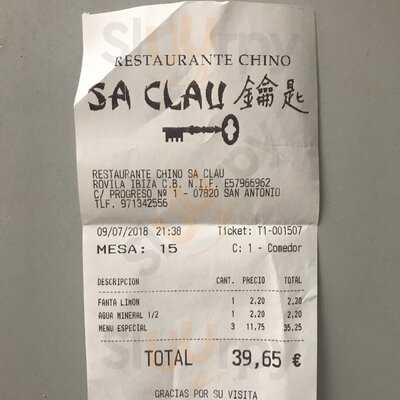 RESTAURANTE CHINO
SA CLAU 鑰匙
RESTAURANTE CHINO SA CLAU
ROVILA IBIZA C.B. N.I.F. E57966962
C/ PROGRESO Nº 1 - 07820 SAN ANTONIO
TLF. 971342556
09/07/2018 21:38 Ticket: T1-001507
MESA: 15 C: 1 - Comedor
DESCRIPCION CANT. PRECIO TOTAL
FANTA LIMON 1 2,20 2,20
AGUA MINERAL 1/2 1 2,20 2,20
MENU ESPECIAL 3 11,75 35,25
TOTAL 39,65 €
GRACIAS POR SU VISITA